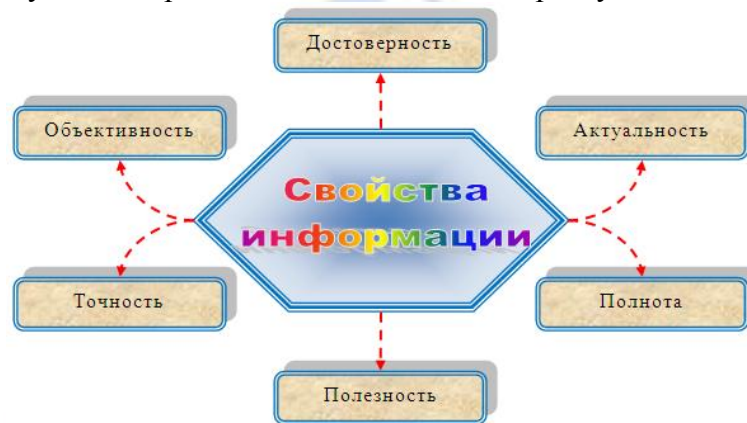 Достоверность
Объективность
Актуальность
Свойства
информации
Точность
Полнота
Полезность